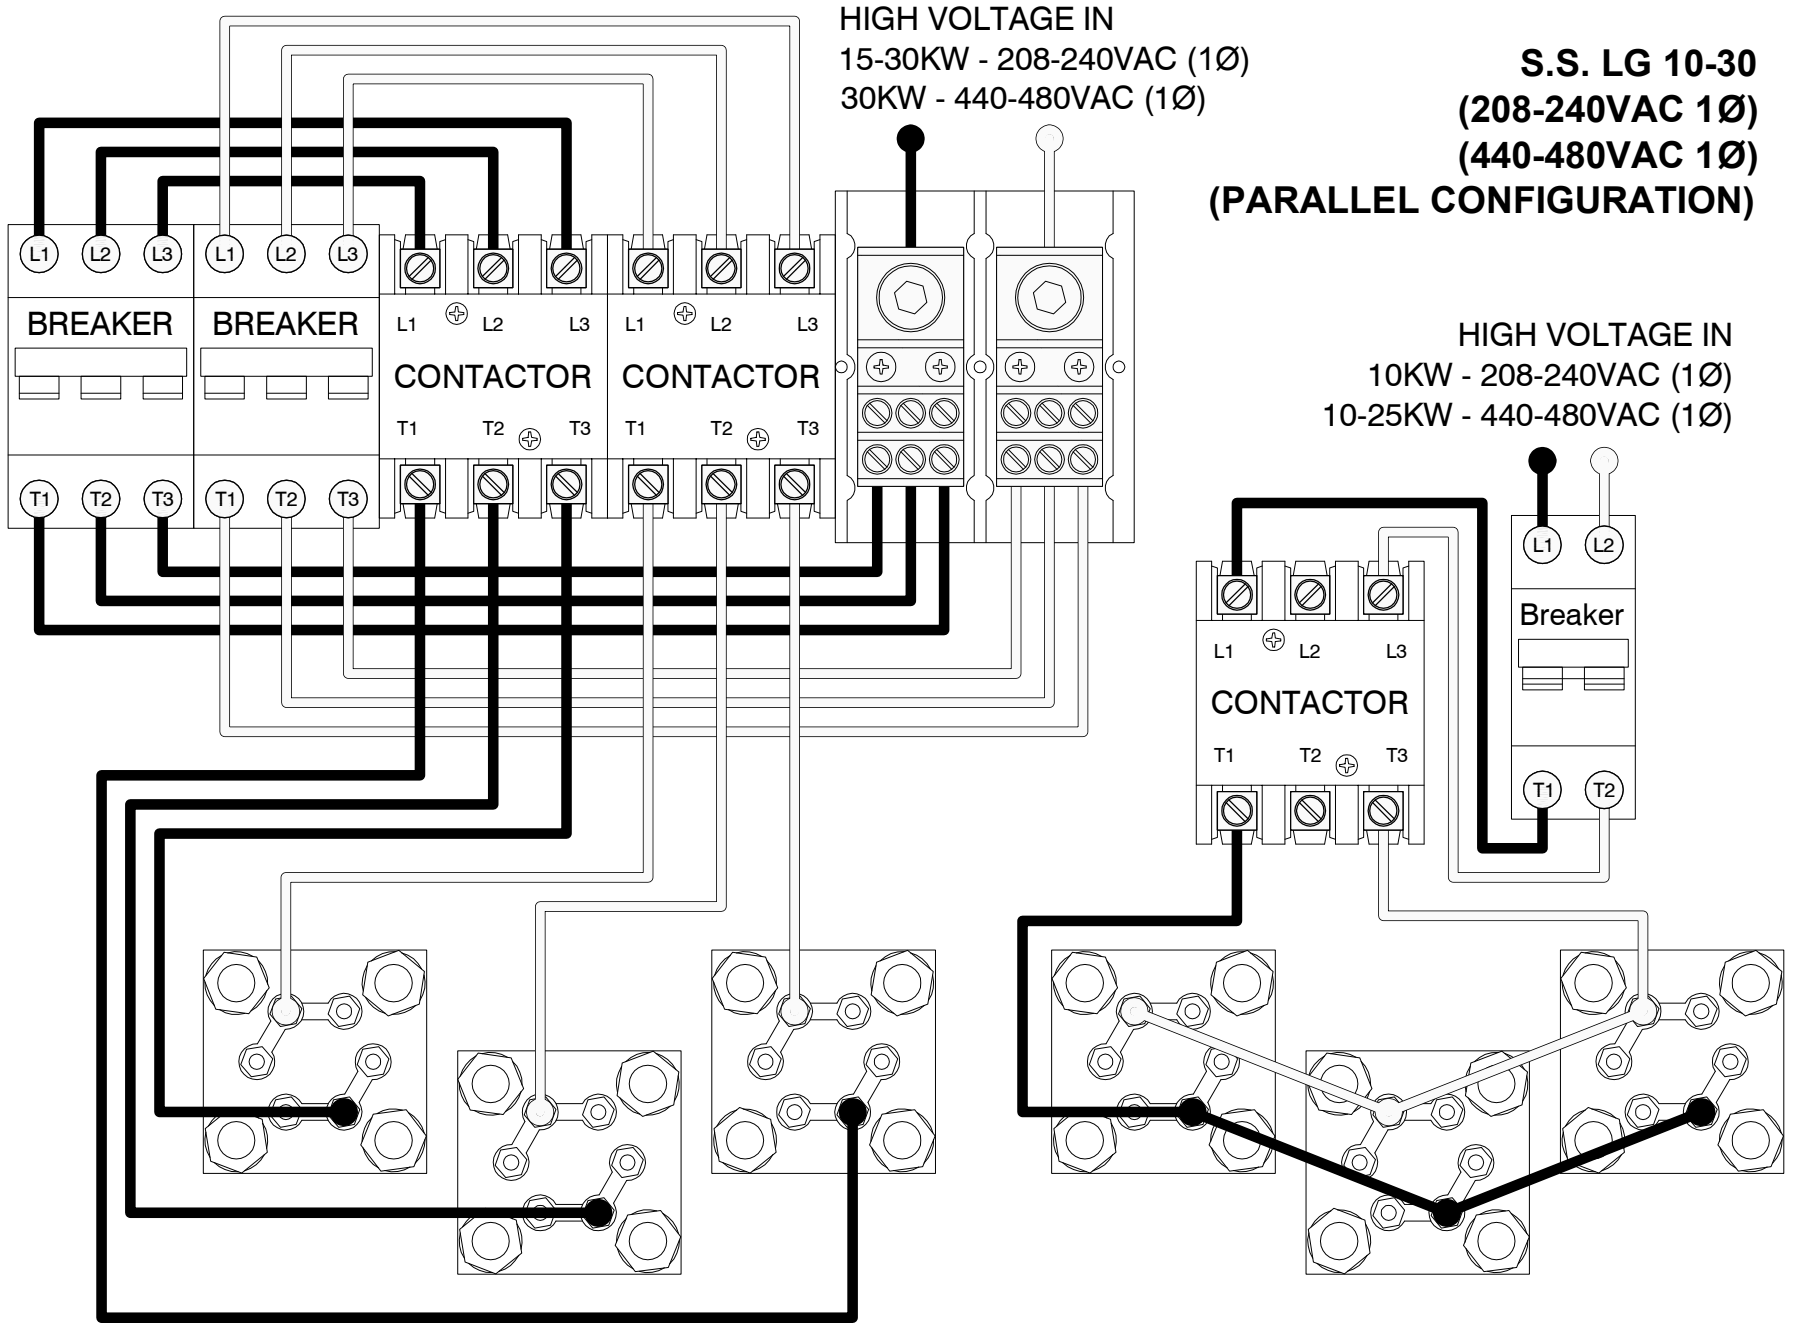 HIGH VOLTAGE IN
15-30KW - 208-240VAC (1Ø)
30KW - 440-480VAC (1Ø)
S.S. LG 10-30
(208-240VAC 1Ø)
(440-480VAC 1Ø)
(PARALLEL CONFIGURATION)
L1 L2 L3 L1 L2 L3
BREAKER BREAKER
L1 L2 L3 L1 L2 L3
CONTACTOR CONTACTOR
T1 T2 T3 T1 T2 T3
T1 T2 T3 T1 T2 T3
HIGH VOLTAGE IN
10KW - 208-240VAC (1Ø)
10-25KW - 440-480VAC (1Ø)
L1 L2
Breaker
L1 L2 L3
CONTACTOR
T1 T2 T3
T1 T2